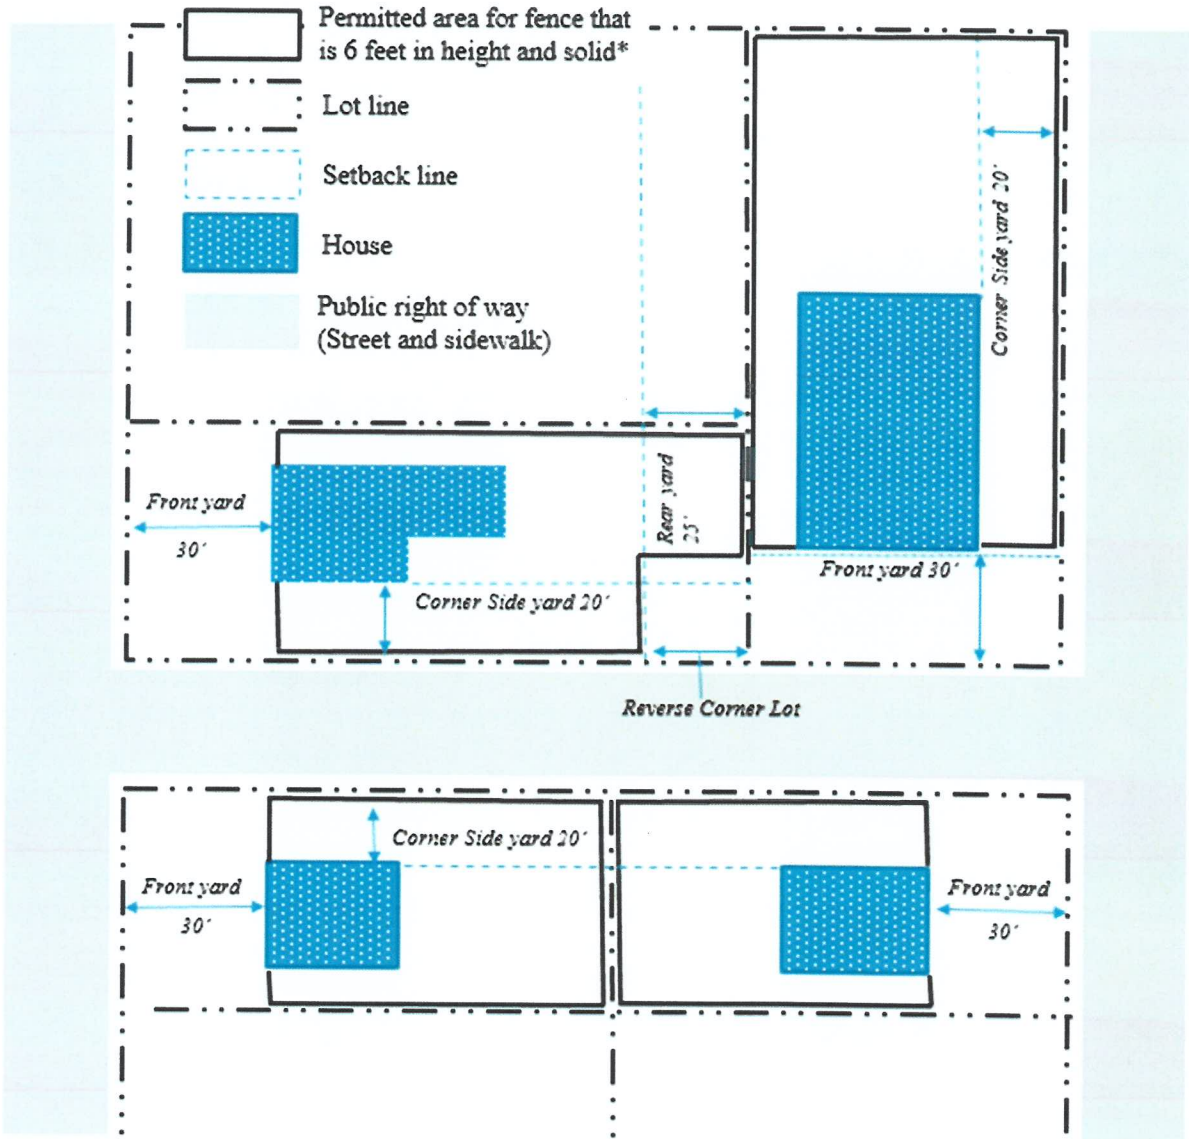 Permitted area for fence that
is 6 feet in height and solid*
Lot line
Setback line
House
Public right of way
(Street and sidewalk)
Corner Side yard 20'
Front yard
30'
Rear yard
25'
Corner Side yard 20'
Front yard 30'
Reverse Corner Lot
Corner Side yard 20'
Front yard
30'
Front yard
30'